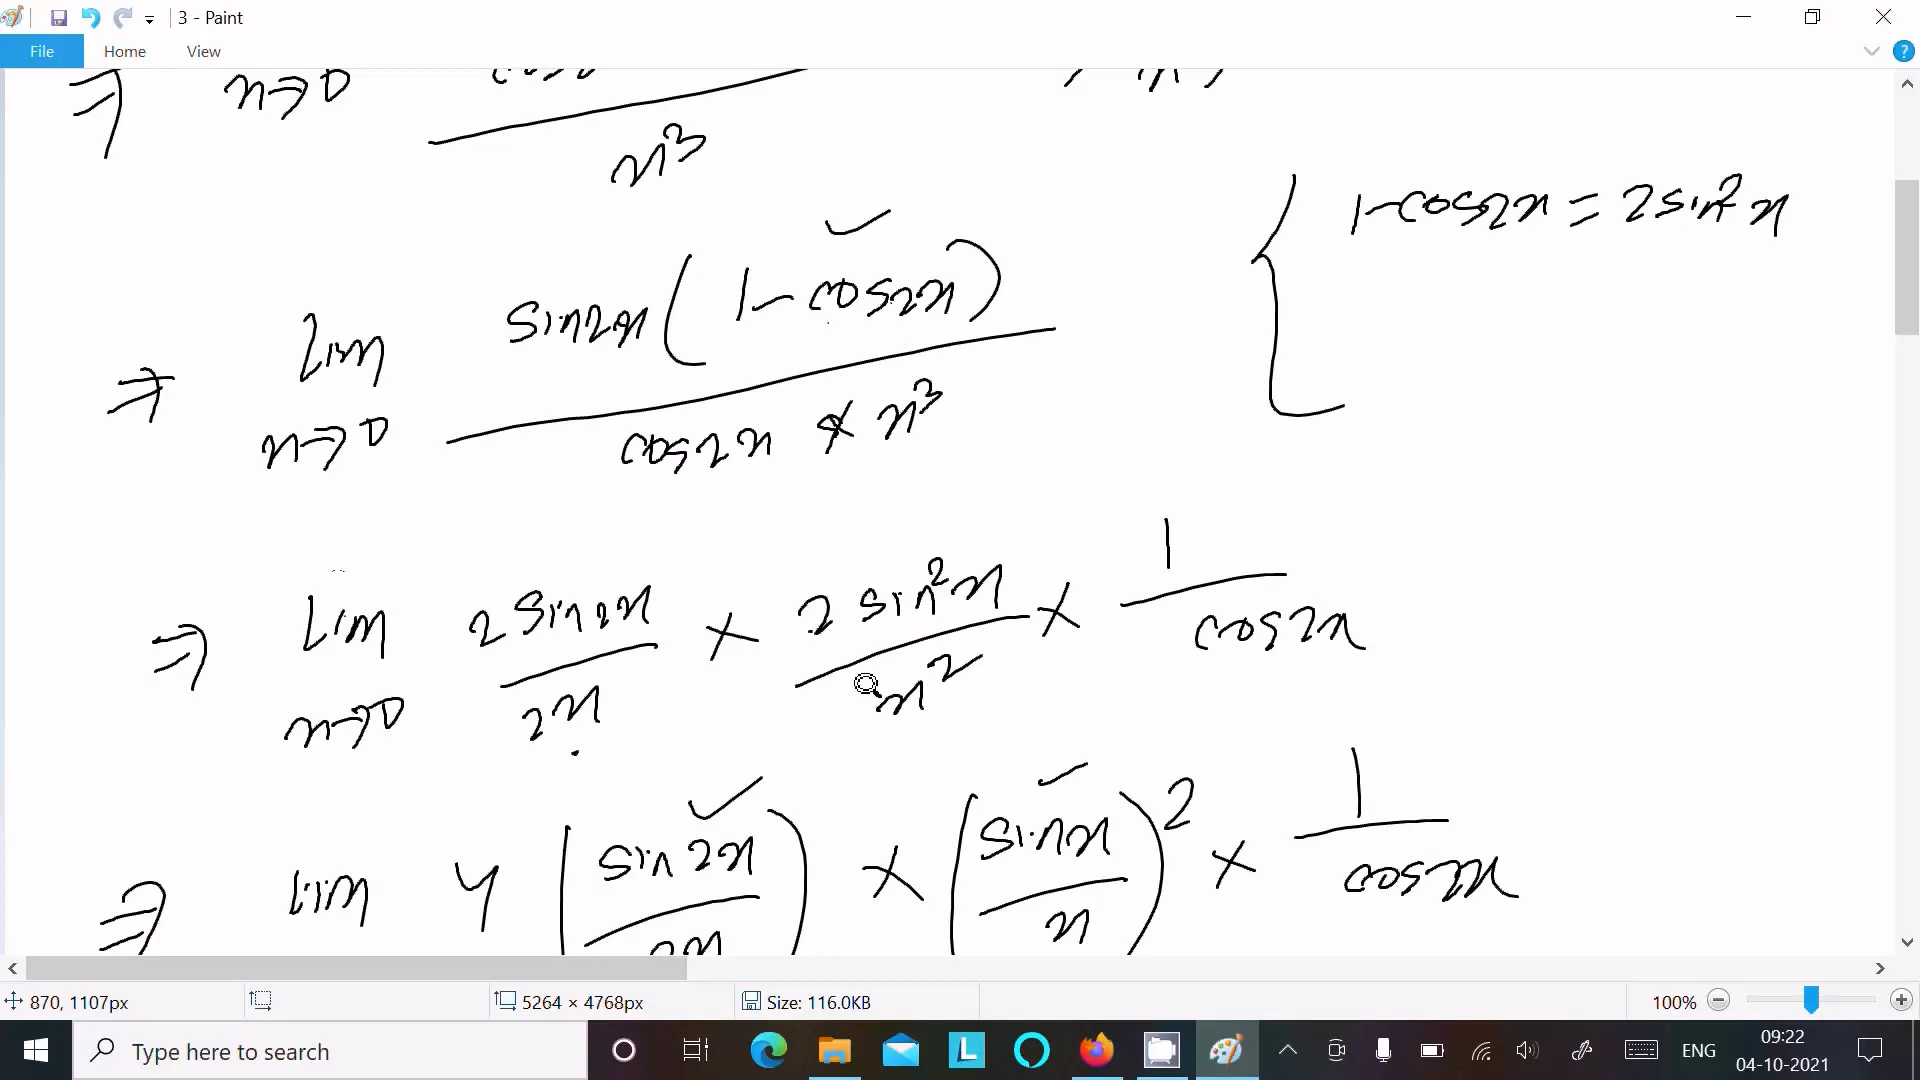 3 - Paint
File Home View
⇒ x→0
x³
1-cos2x = 2sin²x
⇒ lim x→0 sin2x(1-cos2x) / cos2x × x³
⇒ lim x→0 2sin2x / 2x × 2sin²x / x² × 1 / cos2x
⇒ lim 4 (sin2x / 2x) × (sinx / x)² × 1 / cos2x
870, 1107px 5264 × 4768px Size: 116.0KB 100%
Type here to search
L
ENG
09:22
04-10-2021